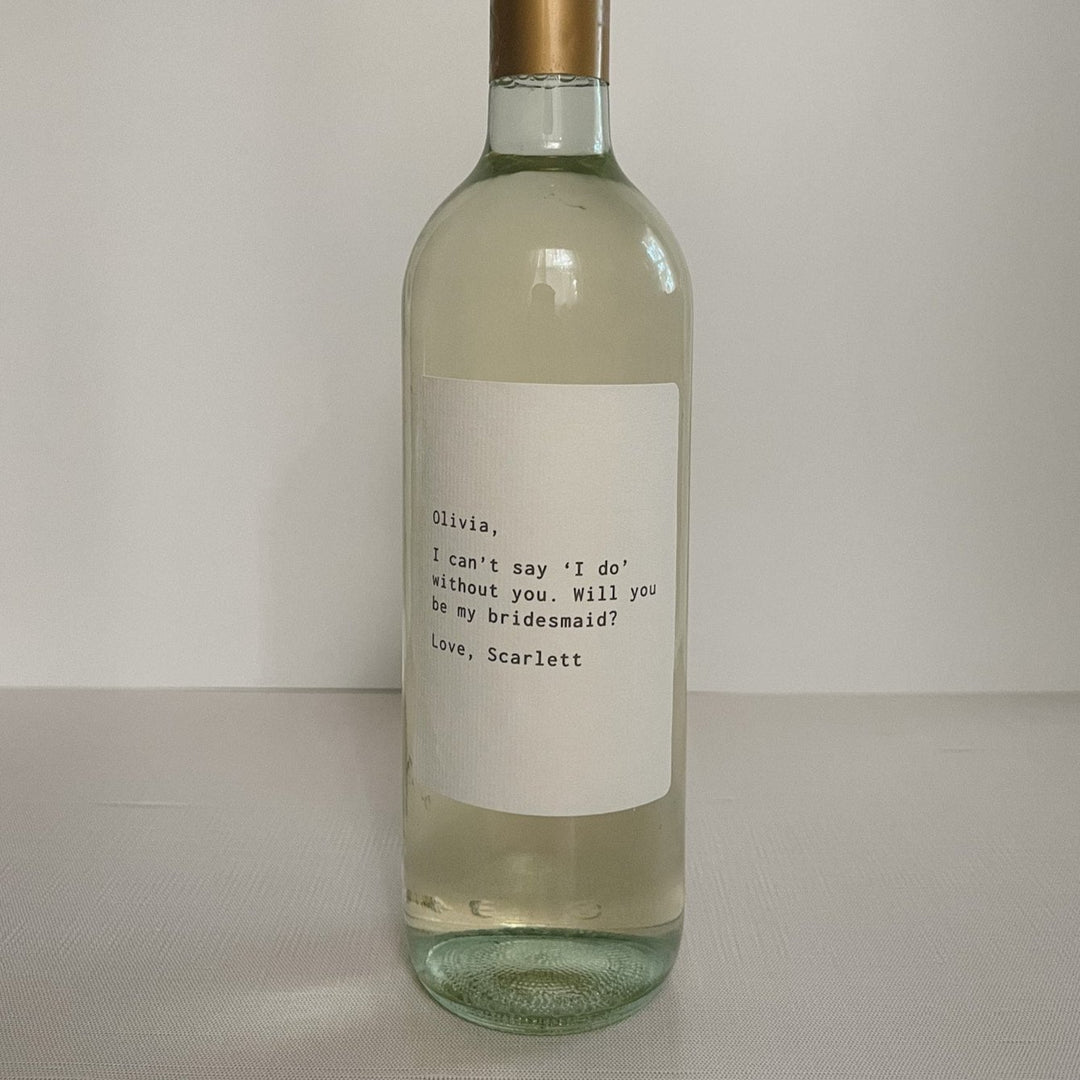 Olivia,
I can’t say ‘I do’
without you. Will you
be my bridesmaid?
Love, Scarlett